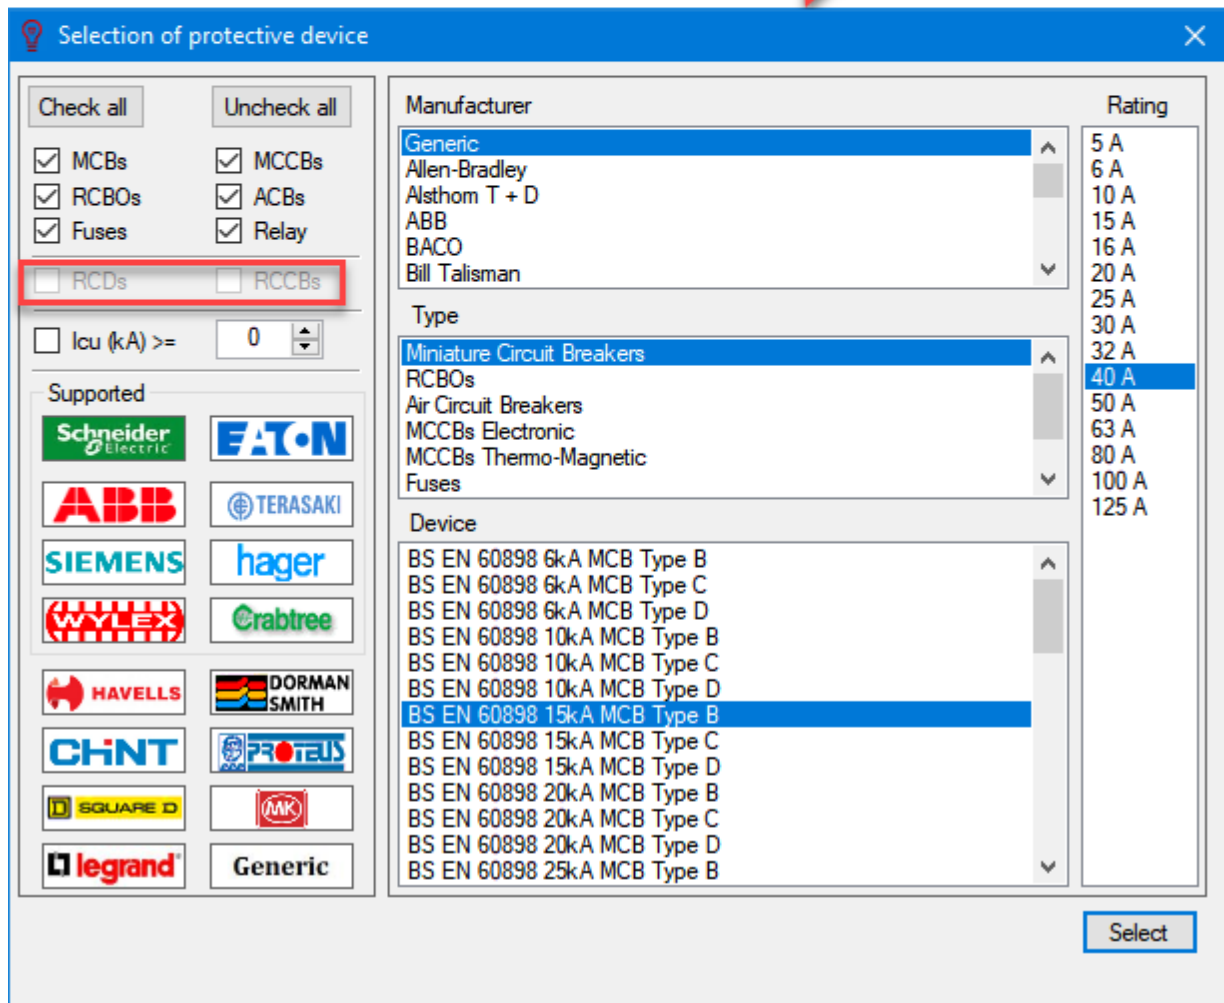 Selection of protective device
Check all
Uncheck all
MCBs
MCCBs
RCBOs
ACBs
Fuses
Relay
RCDs
RCCBs
Icu (kA) >=
0
Supported
Schneider Electric
EATON
ABB
TERASAKI
SIEMENS
hager
WYLEX
Crabtree
HAVELLS
DORMAN SMITH
CHINT
PROTEUS
SQUARE D
MK
legrand
Generic
Manufacturer
Generic
Allen-Bradley
Alsthom T + D
ABB
BACO
Bill Talisman
Type
Miniature Circuit Breakers
RCBOs
Air Circuit Breakers
MCCBs Electronic
MCCBs Thermo-Magnetic
Fuses
Device
BS EN 60898 6kA MCB Type B
BS EN 60898 6kA MCB Type C
BS EN 60898 6kA MCB Type D
BS EN 60898 10kA MCB Type B
BS EN 60898 10kA MCB Type C
BS EN 60898 10kA MCB Type D
BS EN 60898 15kA MCB Type B
BS EN 60898 15kA MCB Type C
BS EN 60898 15kA MCB Type D
BS EN 60898 20kA MCB Type B
BS EN 60898 20kA MCB Type C
BS EN 60898 20kA MCB Type D
BS EN 60898 25kA MCB Type B
Rating
5 A
6 A
10 A
15 A
16 A
20 A
25 A
30 A
32 A
40 A
50 A
63 A
80 A
100 A
125 A
Select